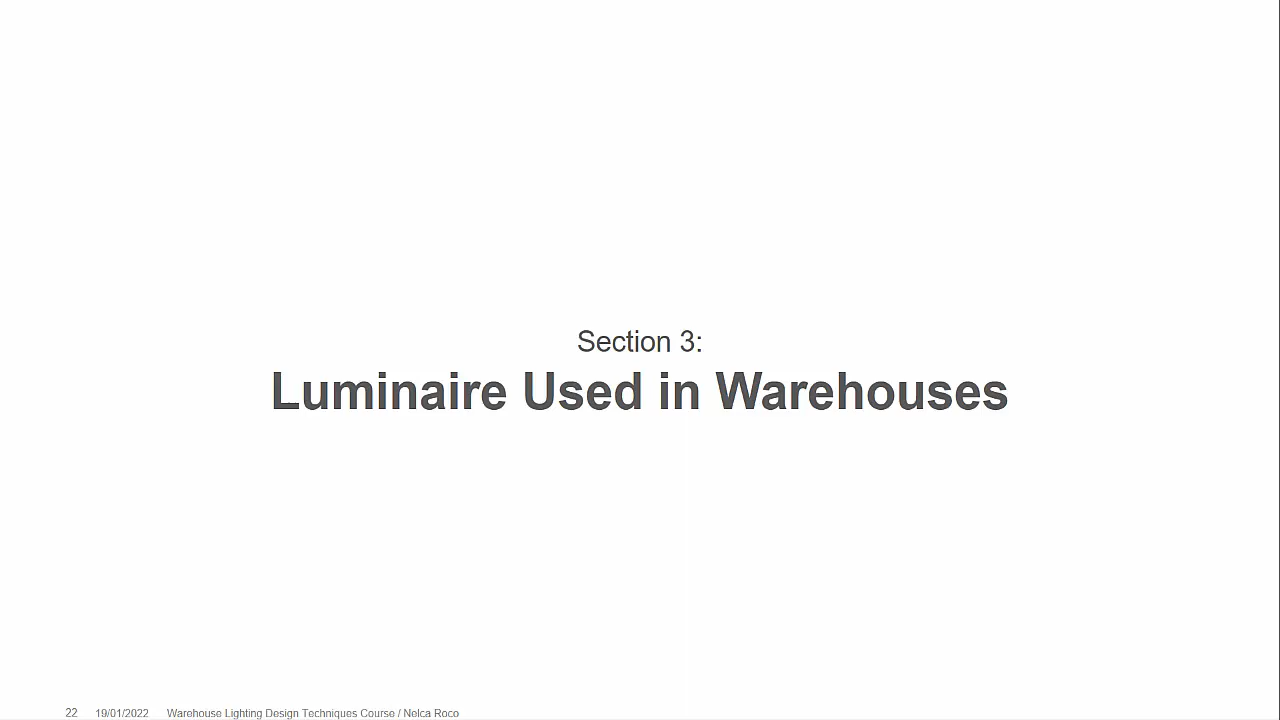 Section 3:
Luminaire Used in Warehouses
22 19/01/2022 Warehouse Lighting Design Techniques Course / Nelca Roco